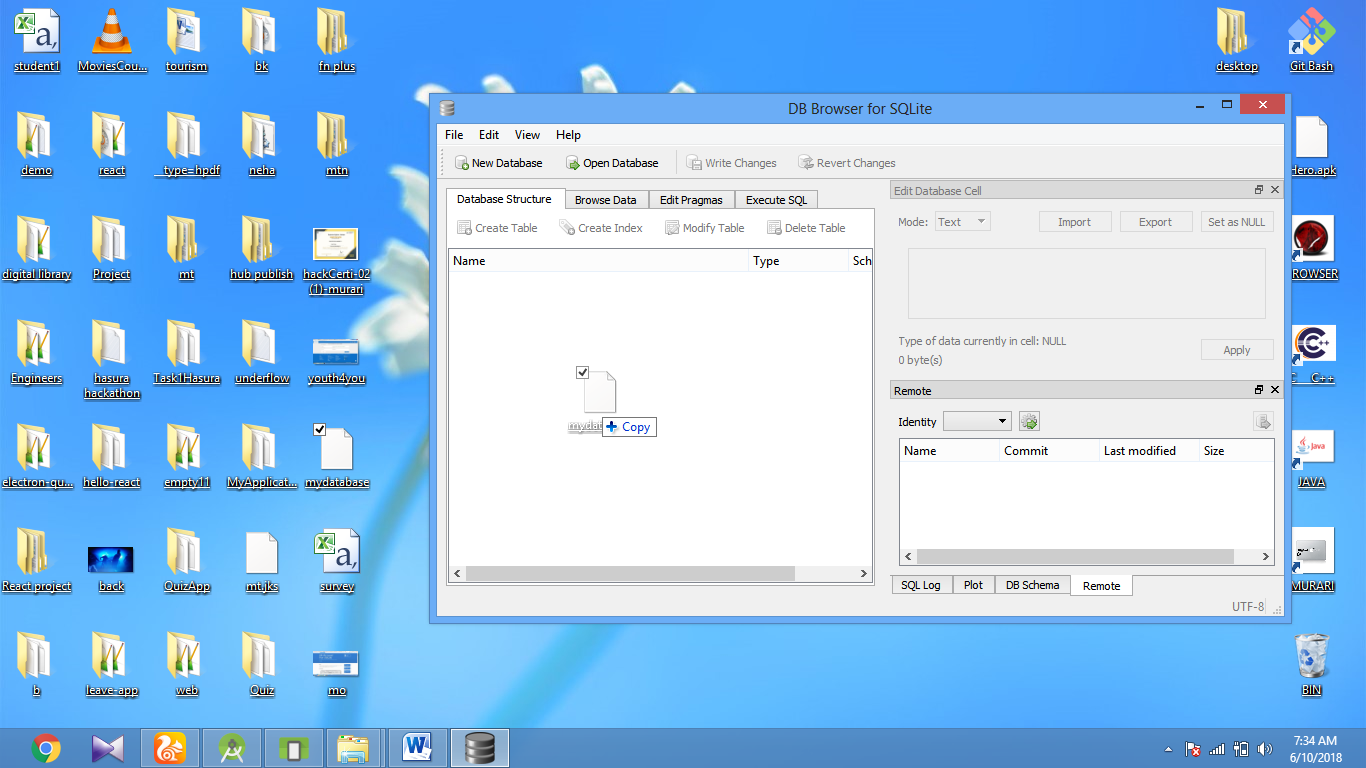 student1
MoviesCou...
tourism
bk
fn plus
desktop
Git Bash
demo
react
__type=hpdf
neha
mtn
Hero.apk
digital library
Project
mt
hub publish
hackCerti-02
(1)-murari
ROWSER
Engineers
hasura
hackathon
Task1Hasura
underflow
youth4you
C++
electron-qu...
hello-react
empty11
MyApplicat...
mydatabase
JAVA
React project
back
QuizApp
mt.jks
survey
MURARI
b
leave-app
web
Quiz
mo
BIN
DB Browser for SQLite
File Edit View Help
New Database Open Database Write Changes Revert Changes
Database Structure Browse Data Edit Pragmas Execute SQL
Create Table Create Index Modify Table Delete Table
Name Type Sch
Copy
Edit Database Cell
Mode: Text Import Export Set as NULL
Type of data currently in cell: NULL
0 byte(s)
Apply
Remote
Identity
Name Commit Last modified Size
SQL Log Plot DB Schema Remote
UTF-8
7:34 AM
6/10/2018